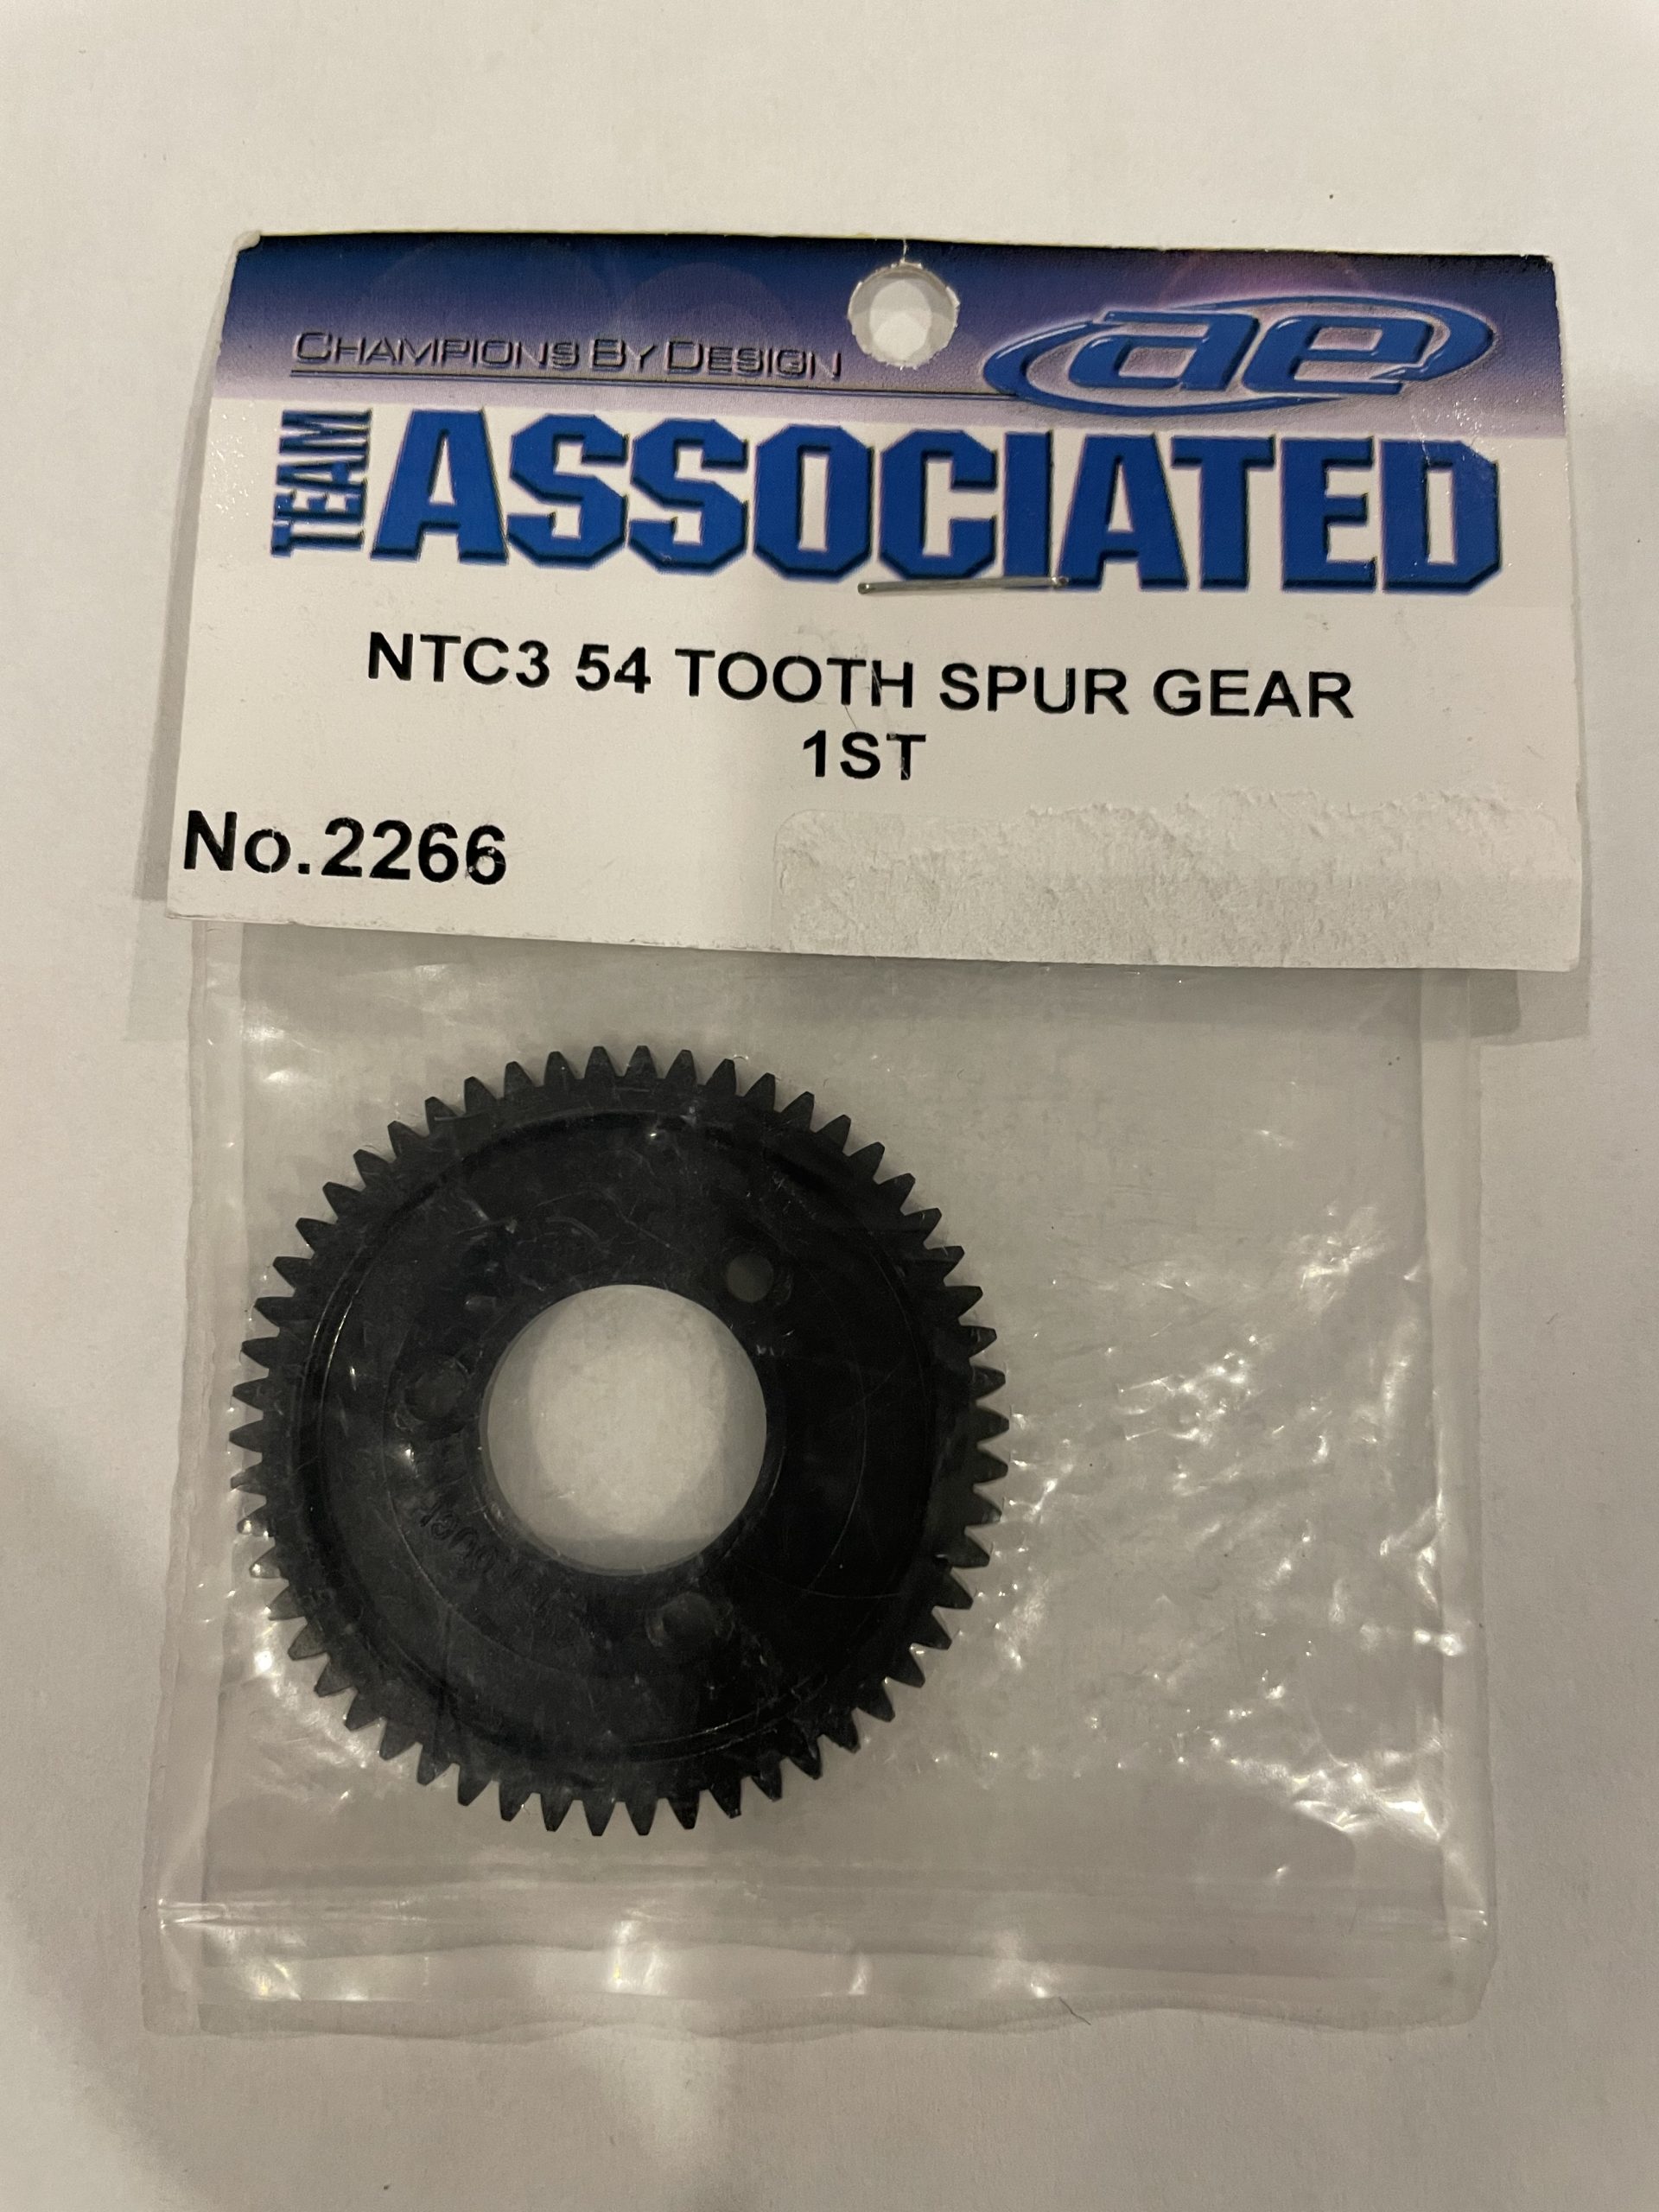 CHAMPIONS BY DESIGN
ae
TEAM ASSOCIATED
NTC3 54 TOOTH SPUR GEAR
1ST
No.2266